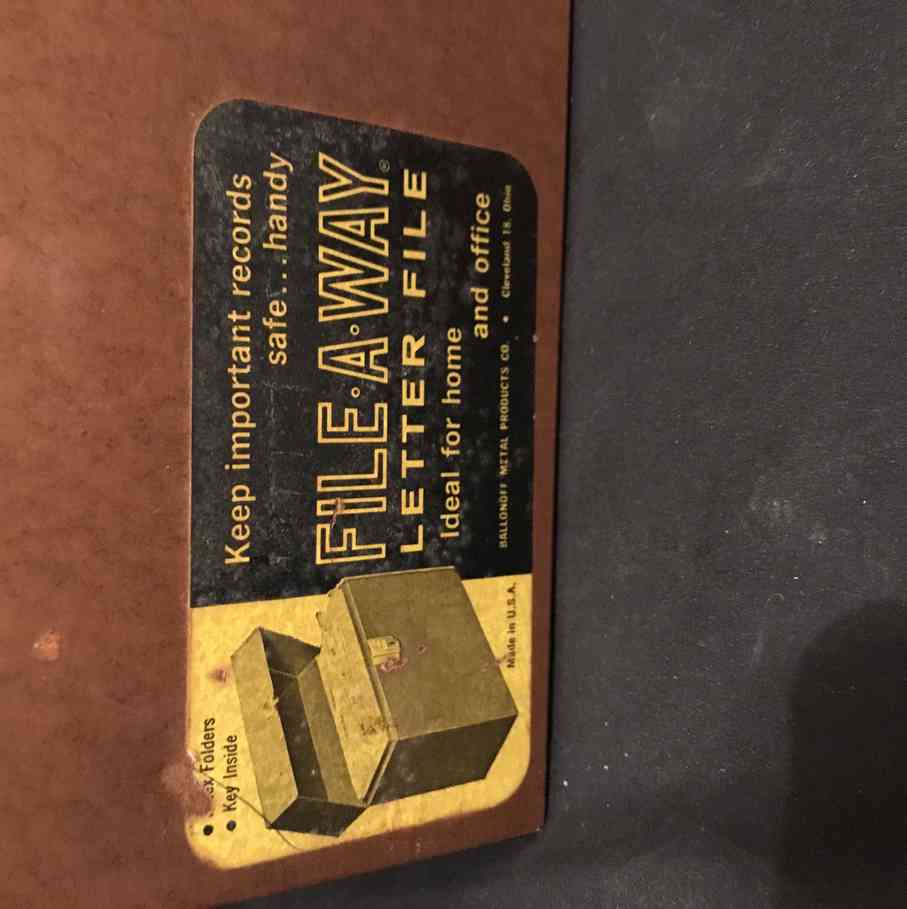 Keep important records
safe...handy
FILE·A·WAY®
LETTER FILE
Ideal for home
and office
BALLONOFF METAL PRODUCTS CO. • Cleveland 18, Ohio
• Folders
• Key Inside
Made in U.S.A.